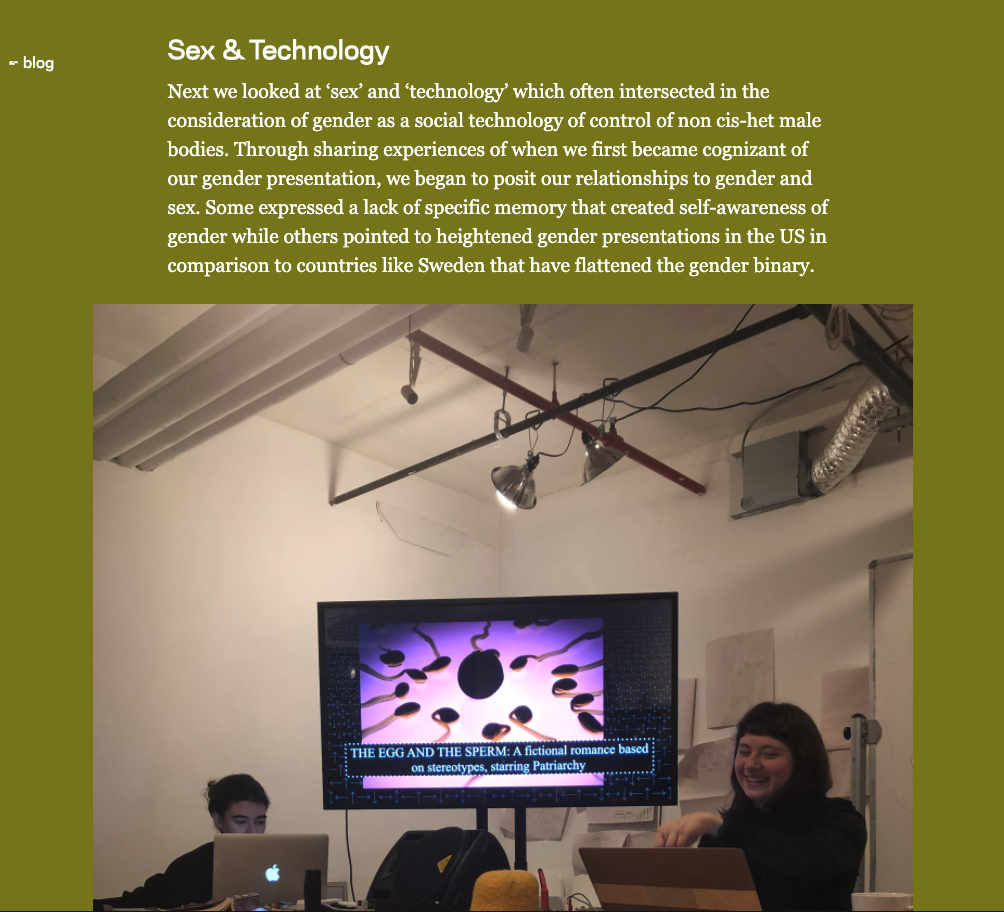 blog
Sex & Technology
Next we looked at ‘sex’ and ‘technology’ which often intersected in the
consideration of gender as a social technology of control of non cis-het male
bodies. Through sharing experiences of when we first became cognizant of
our gender presentation, we began to posit our relationships to gender and
sex. Some expressed a lack of specific memory that created self-awareness of
gender while others pointed to heightened gender presentations in the US in
comparison to countries like Sweden that have flattened the gender binary.
THE EGG AND THE SPERM: A fictional romance based
on stereotypes, starring Patriarchy